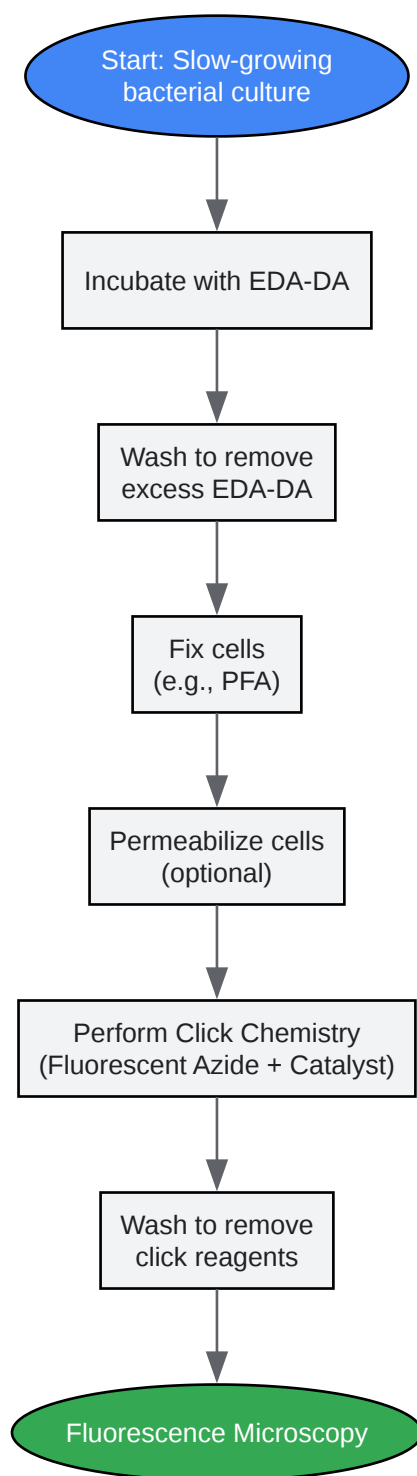 Start: Slow-growing
bacterial culture
Incubate with EDA-DA
Wash to remove
excess EDA-DA
Fix cells
(e.g., PFA)
Permeabilize cells
(optional)
Perform Click Chemistry
(Fluorescent Azide + Catalyst)
Wash to remove
click reagents
Fluorescence Microscopy